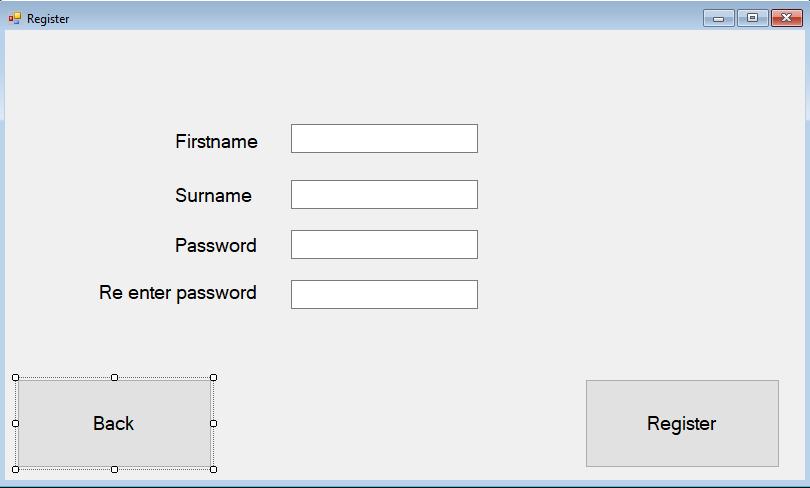 Register
Firstname
Surname
Password
Re enter password
Back
Register